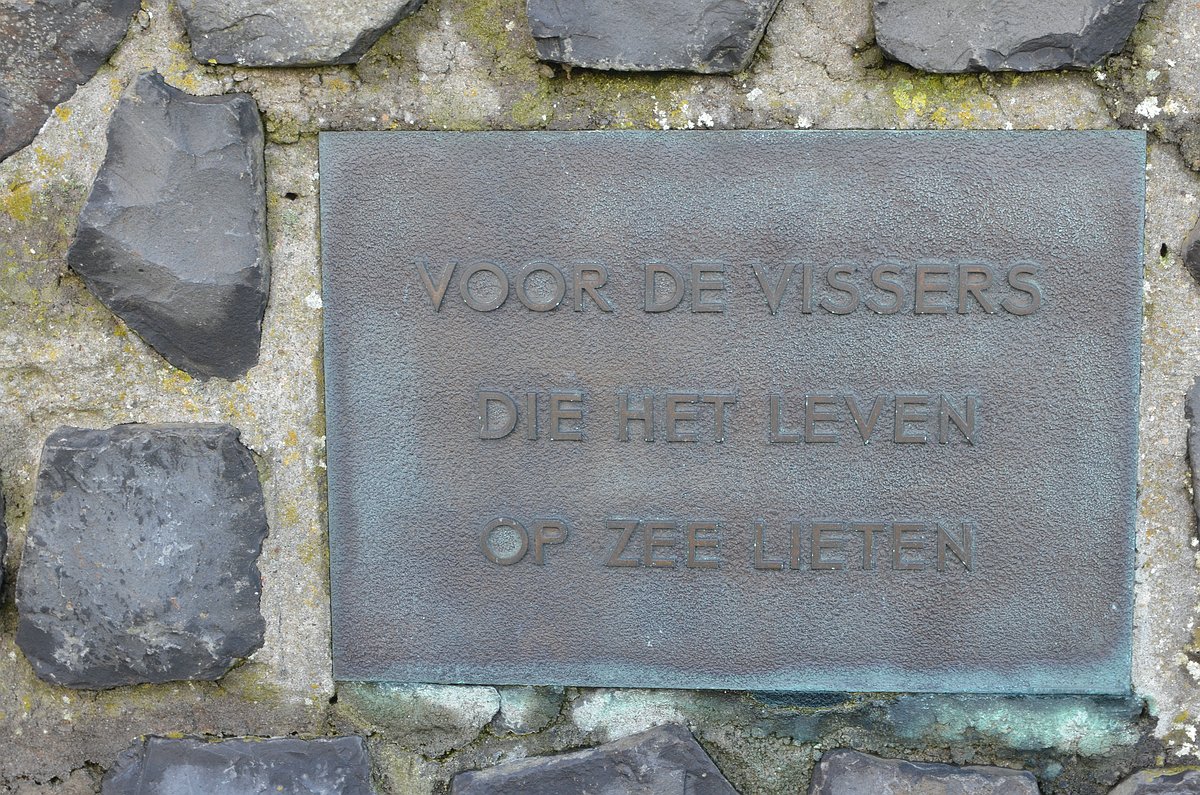 VOOR DE VISSERS
DIE HET LEVEN
OP ZEE LIETEN